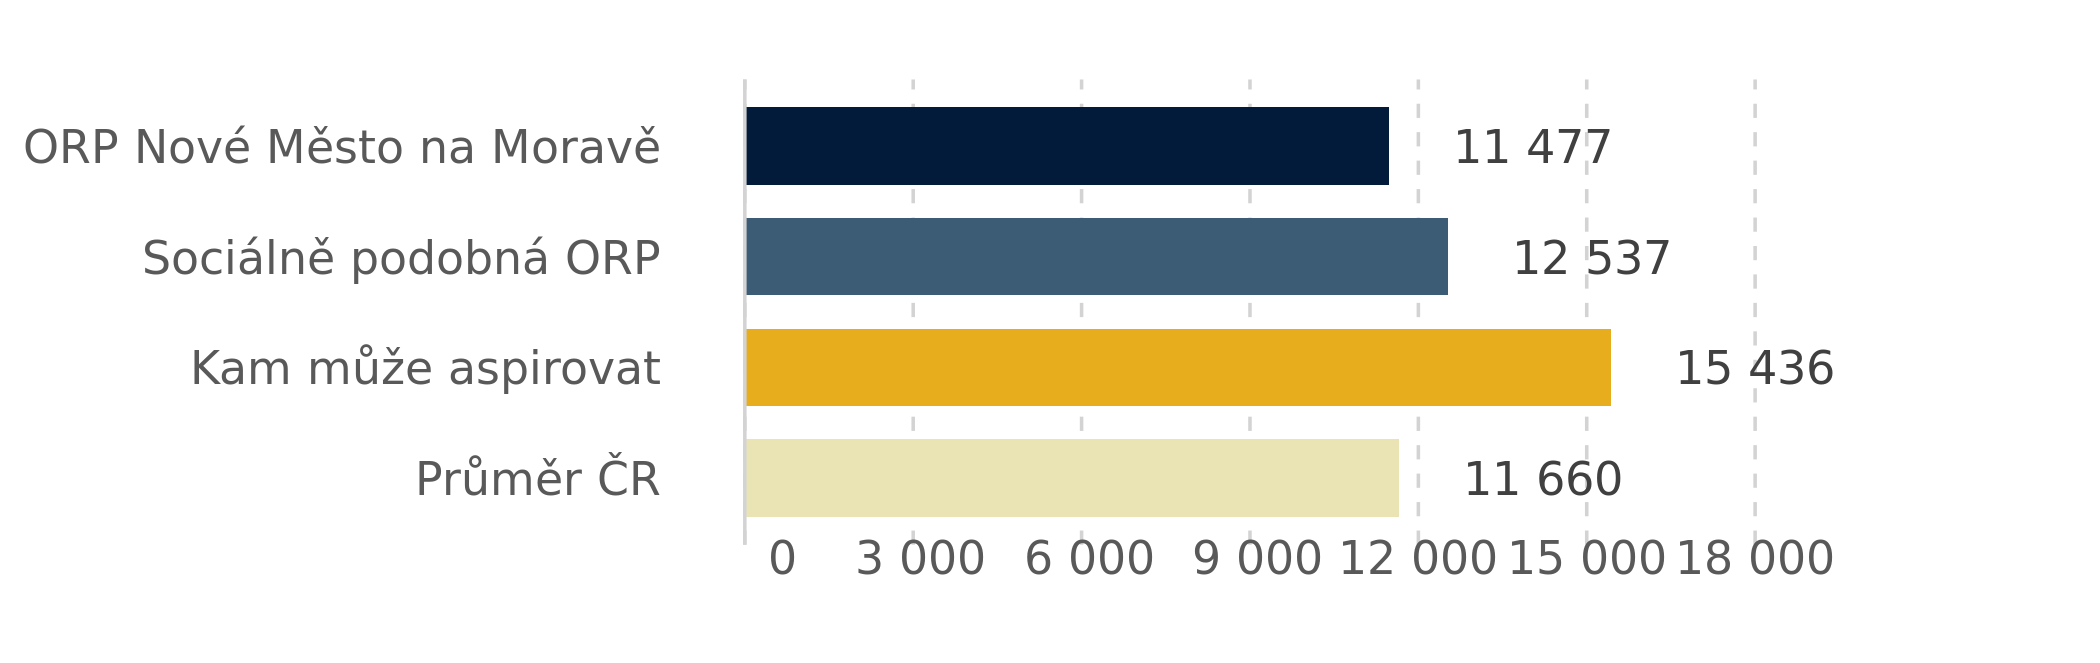 ORP Nové Město na Moravě 11 477
Sociálně podobná ORP 12 537
Kam může aspirovat 15 436
Průměr ČR 11 660
0 3 000 6 000 9 000 12 000 15 000 18 000